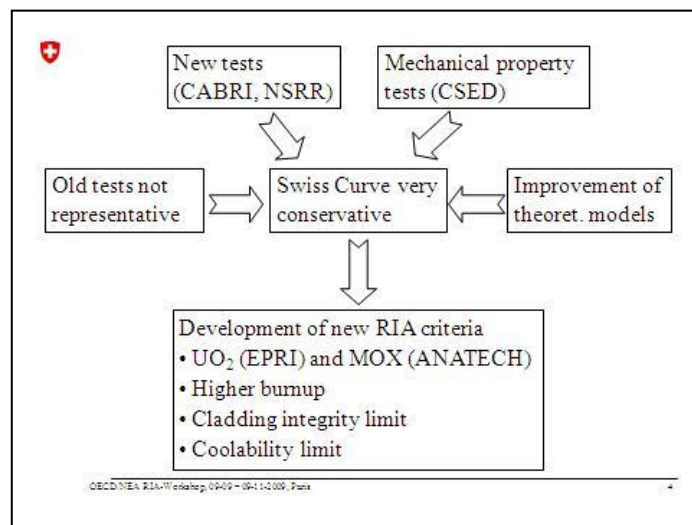 New tests
(CABRI, NSRR)
Mechanical property
tests (CSED)
Old tests not
representative
Swiss Curve very
conservative
Improvement of
theoret. models
Development of new RIA criteria
• UO₂ (EPRI) and MOX (ANATECH)
• Higher burnup
• Cladding integrity limit
• Coolability limit
OECD/NEA RIA-Workshop, 09-09 – 09-11-2009, Paris
4